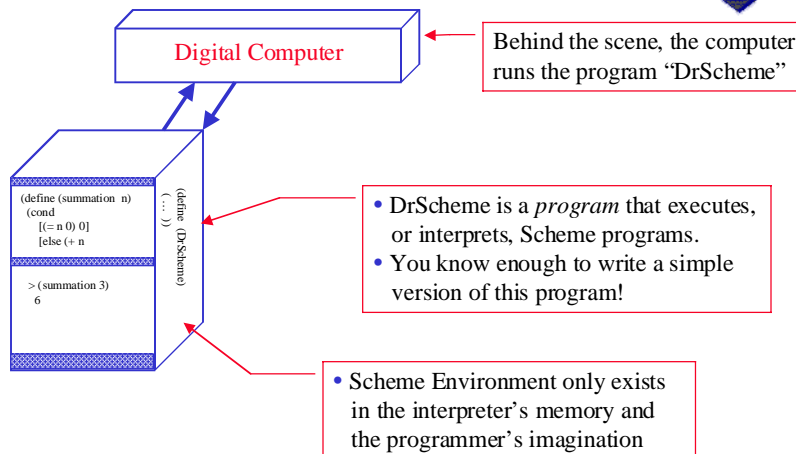 Digital Computer
Behind the scene, the computer
runs the program “DrScheme”
(define (summation n)
(cond
[(= n 0) 0]
[else (+ n
> (summation 3)
6
(define (DrScheme)
( … ))
• DrScheme is a program that executes,
or interprets, Scheme programs.
• You know enough to write a simple
version of this program!
• Scheme Environment only exists
in the interpreter’s memory and
the programmer’s imagination